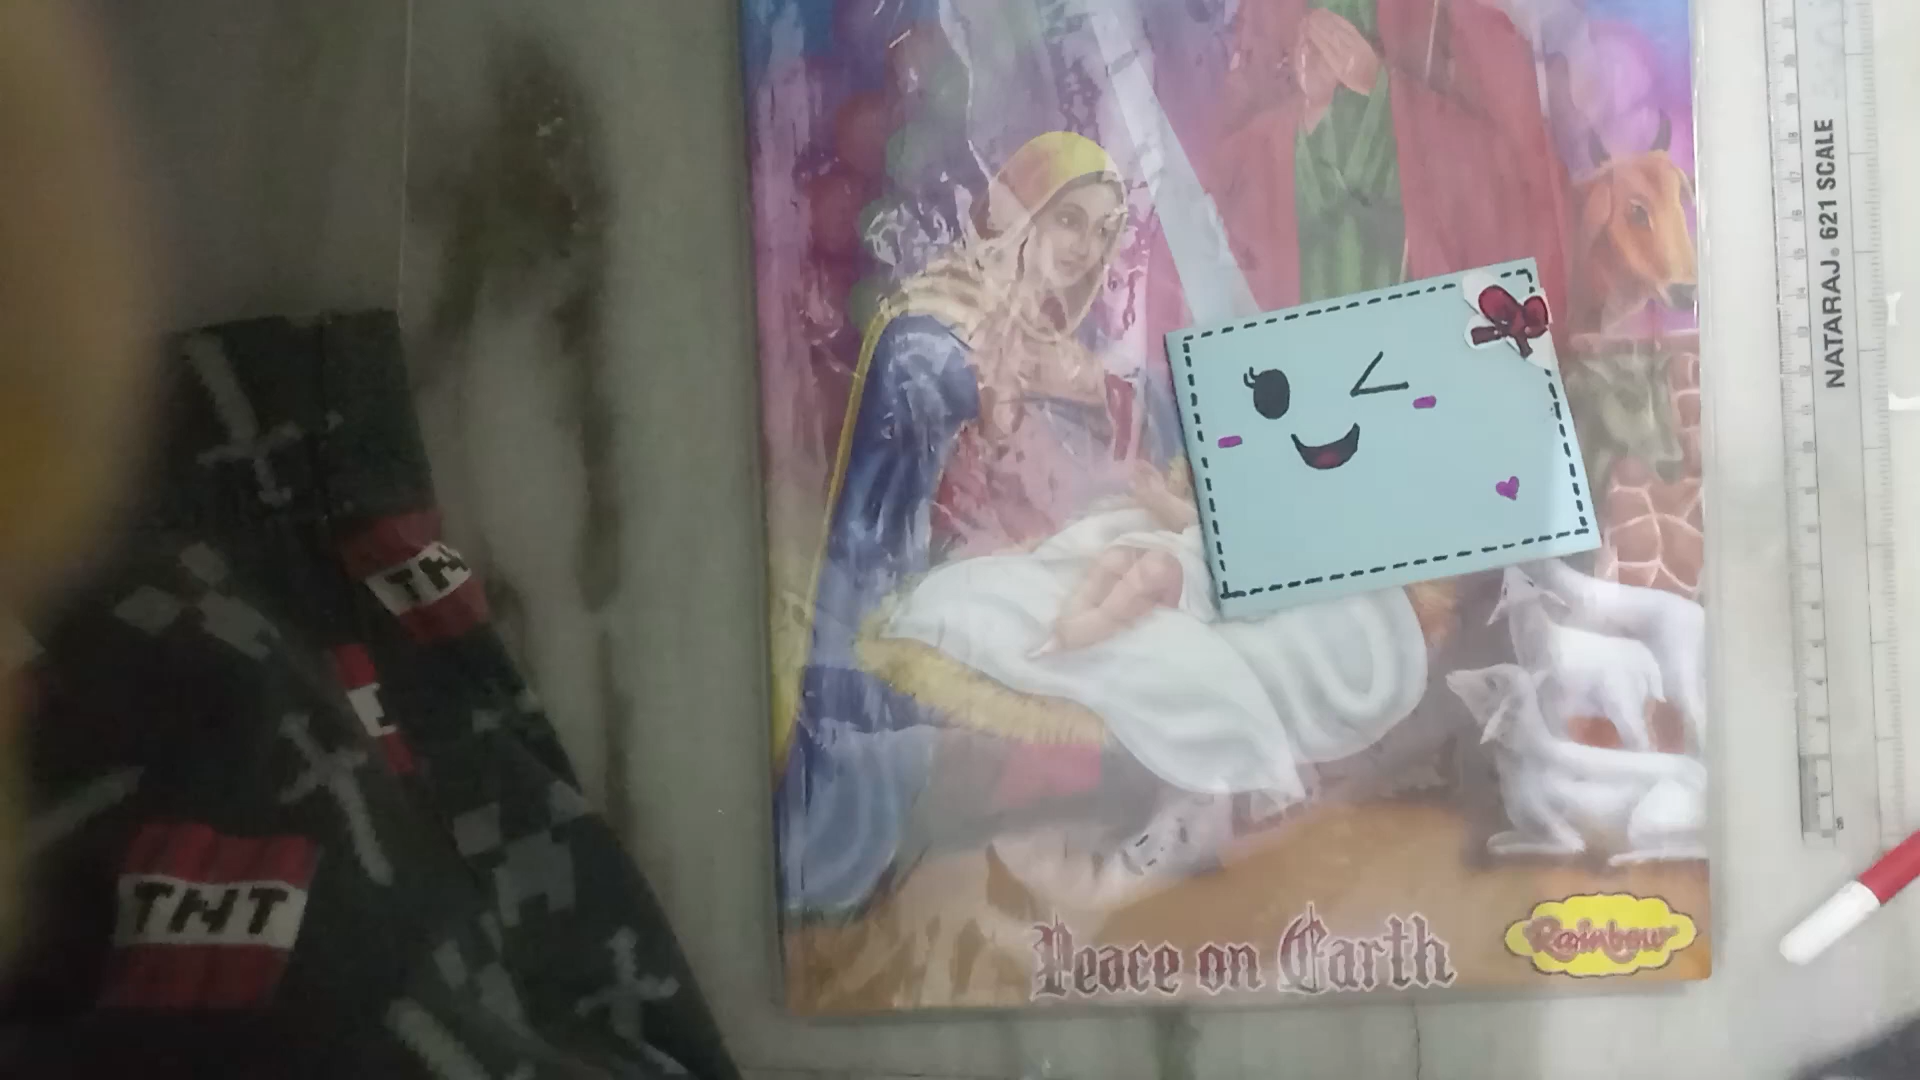 NATARAJ® 621 SCALE
TNT
TNT
Peace on Earth
Rainbow